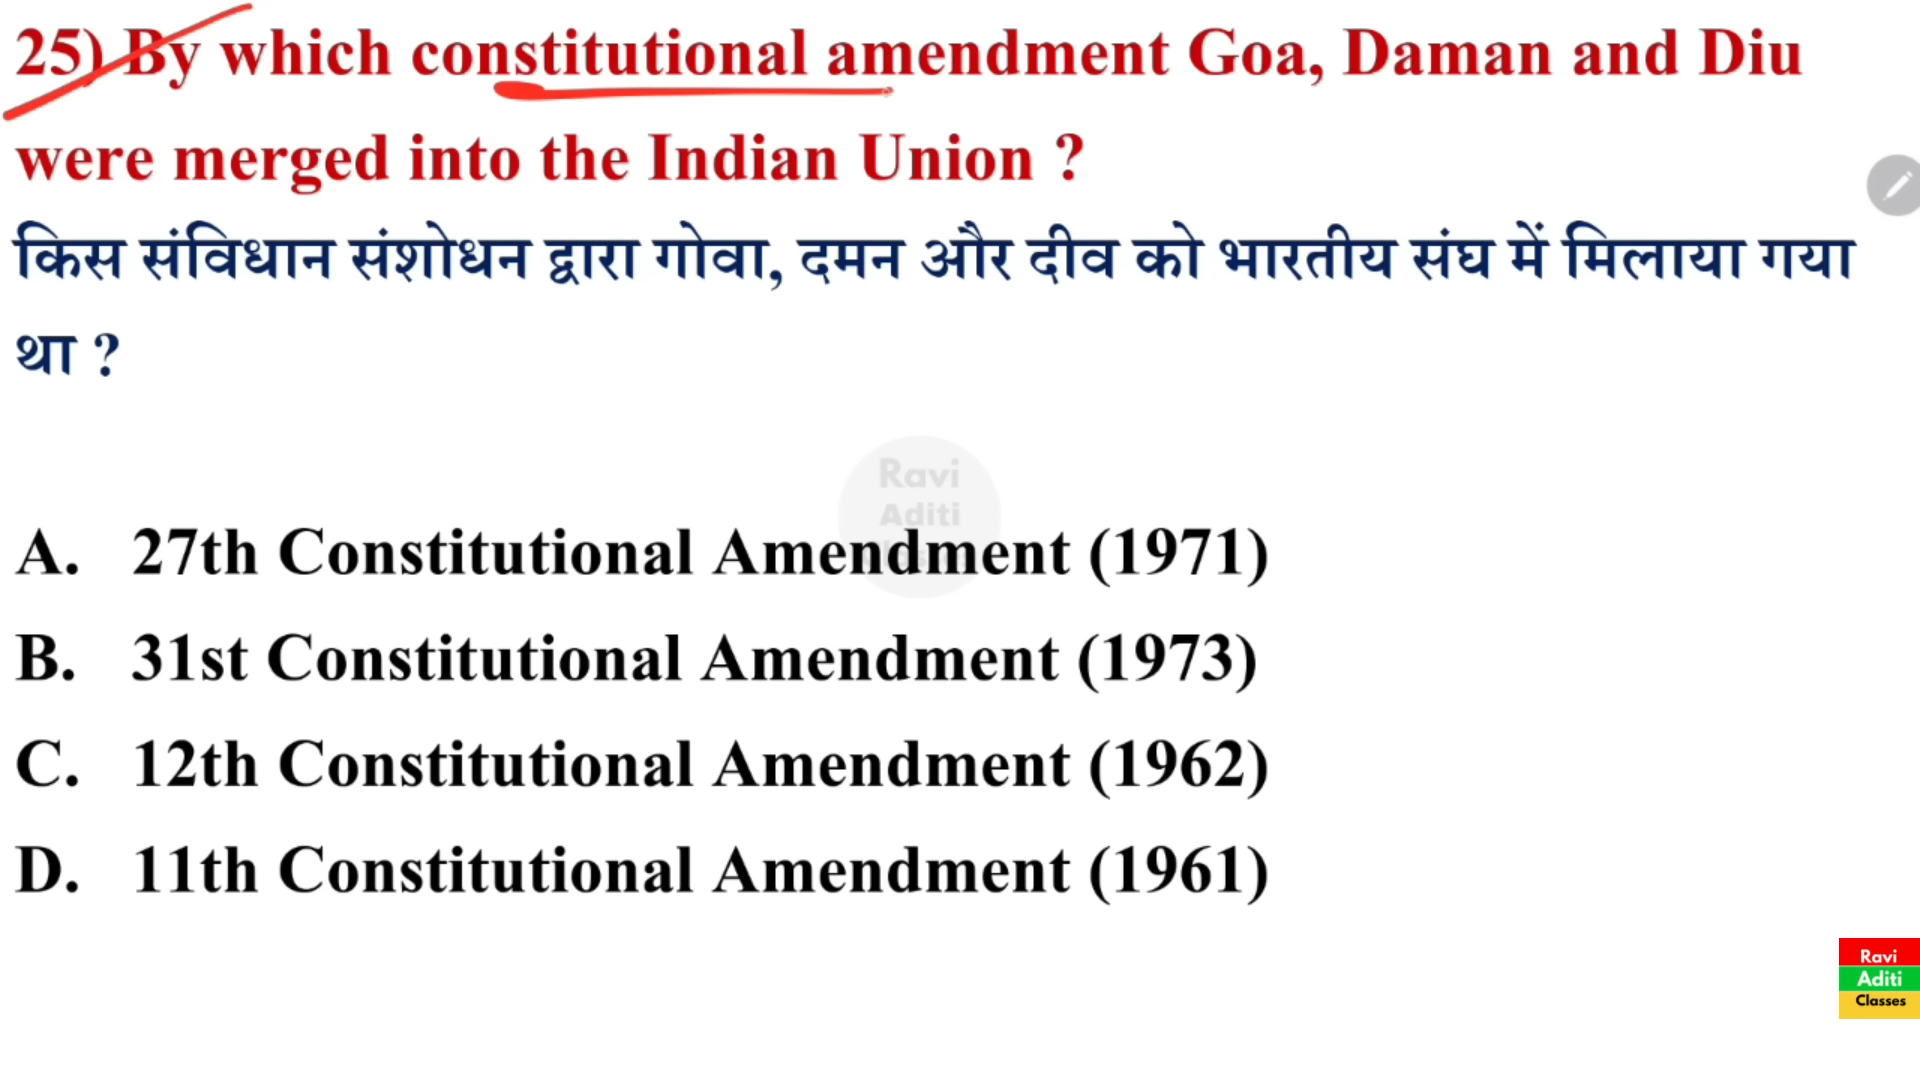 25) By which constitutional amendment Goa, Daman and Diu
were merged into the Indian Union ?
किस संविधान संशोधन द्वारा गोवा, दमन और दीव को भारतीय संघ में मिलाया गया
था ?
Ravi
Aditi
A. 27th Constitutional Amendment (1971)
B. 31st Constitutional Amendment (1973)
C. 12th Constitutional Amendment (1962)
D. 11th Constitutional Amendment (1961)
Ravi
Aditi
Classes